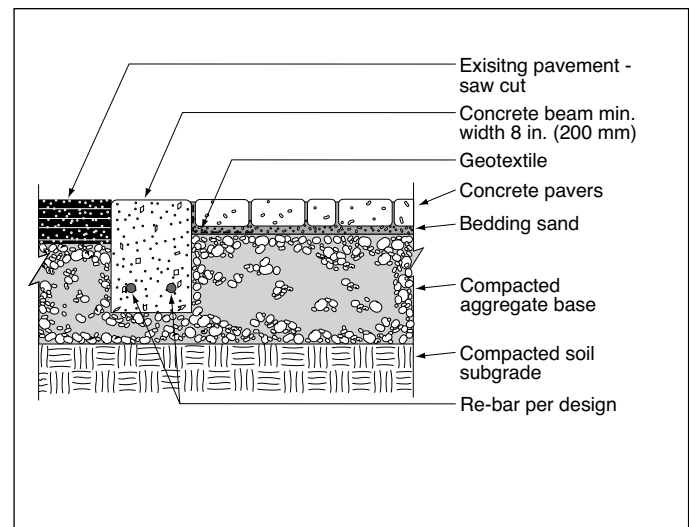 Exisitng pavement -
saw cut
Concrete beam min.
width 8 in. (200 mm)
Geotextile
Concrete pavers
Bedding sand
Compacted
aggregate base
Compacted soil
subgrade
Re-bar per design